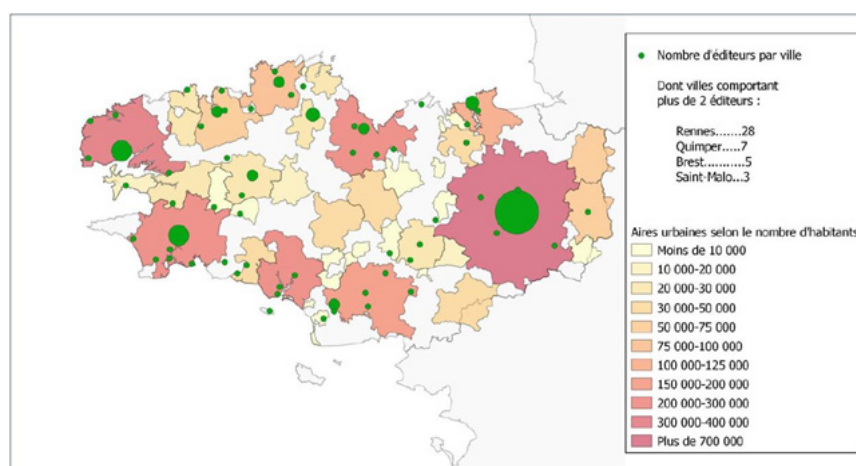 Nombre d'éditeurs par ville
Dont villes comportant
plus de 2 éditeurs :
Rennes.......28
Quimper.....7
Brest...........5
Saint-Malo...3
Aires urbaines selon le nombre d'habitants
Moins de 10 000
10 000-20 000
20 000-30 000
30 000-50 000
50 000-75 000
75 000-100 000
100 000-125 000
150 000-200 000
200 000-300 000
300 000-400 000
Plus de 700 000